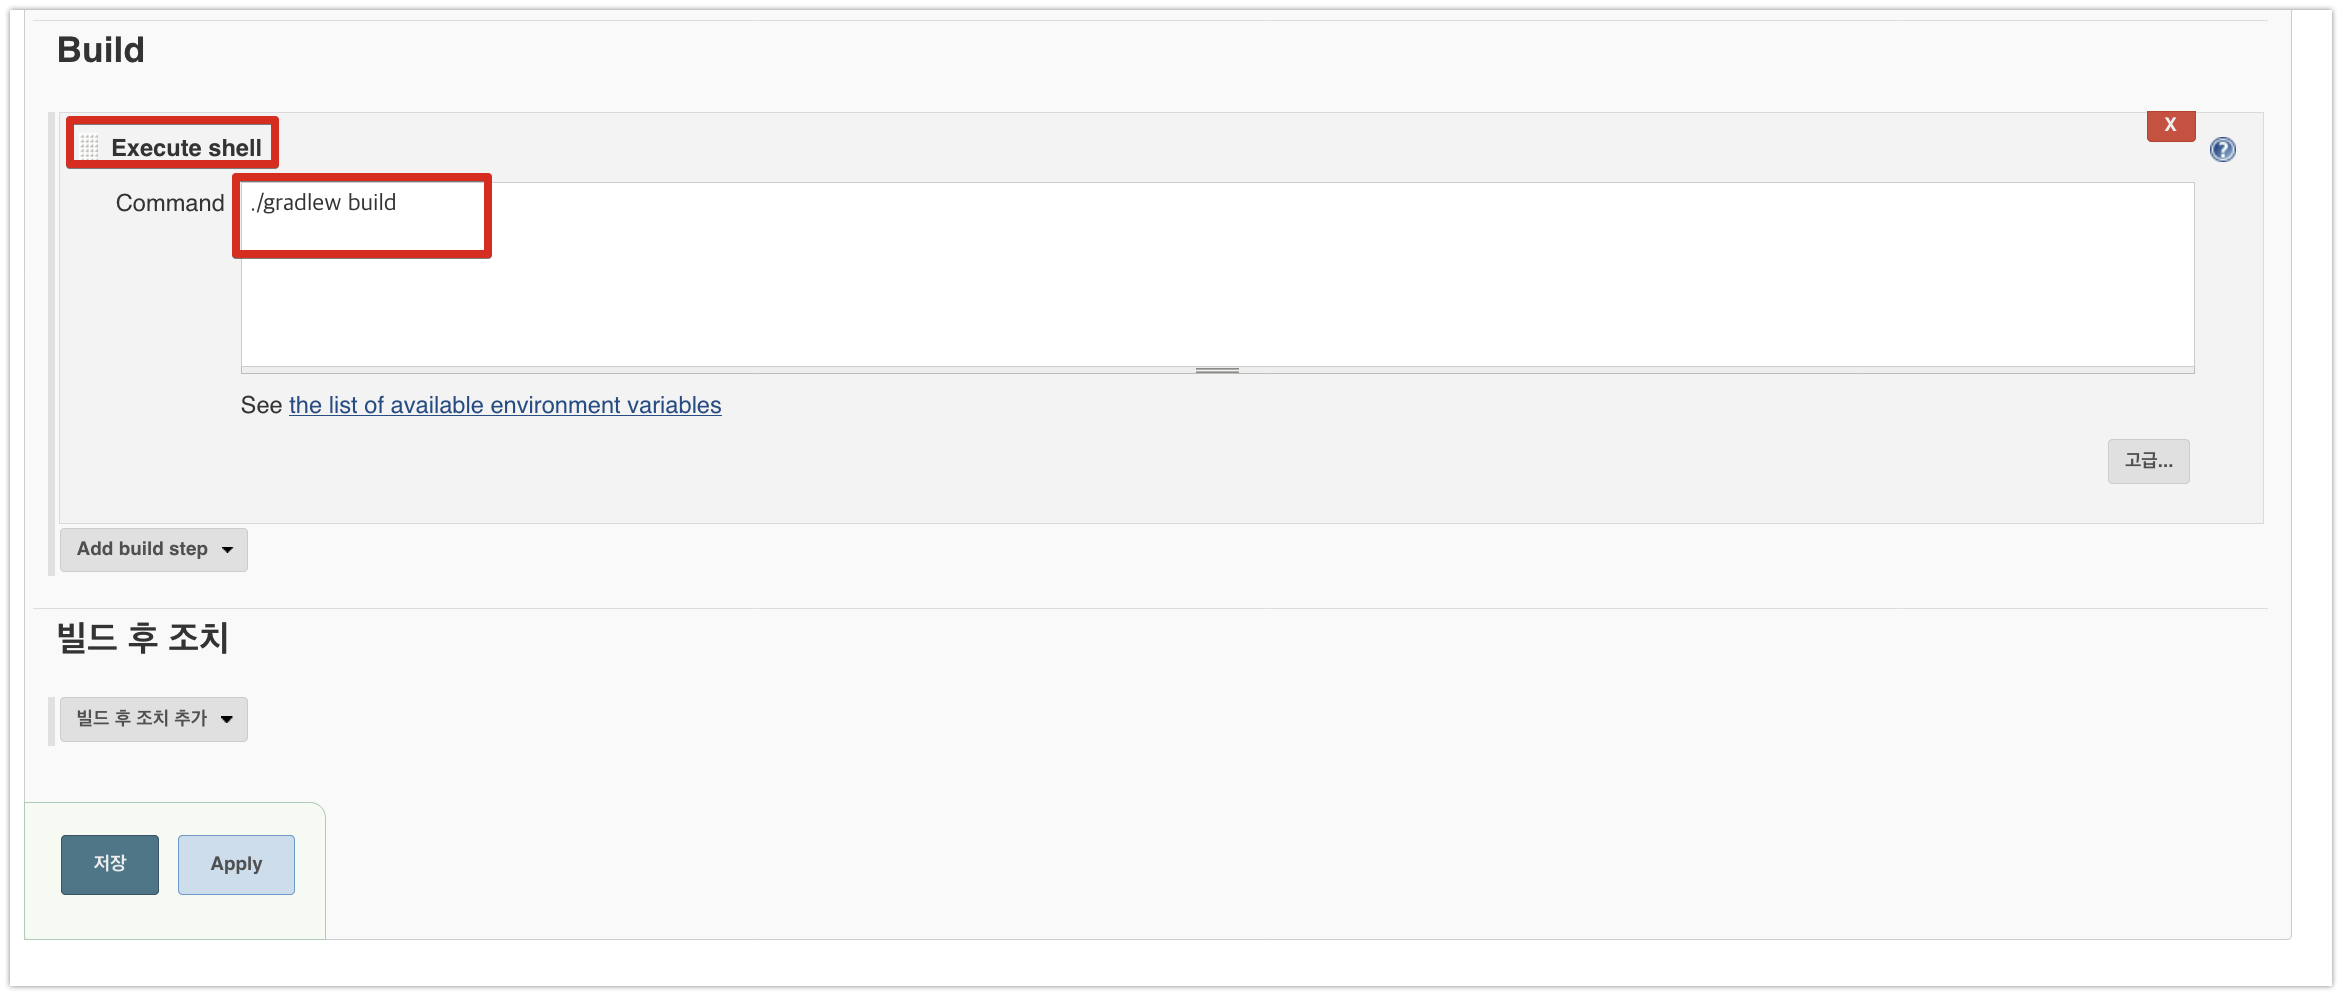 Build
Execute shell
X
?
Command
./gradlew build
See the list of available environment variables
고급...
Add build step
빌드 후 조치
빌드 후 조치 추가
저장
Apply